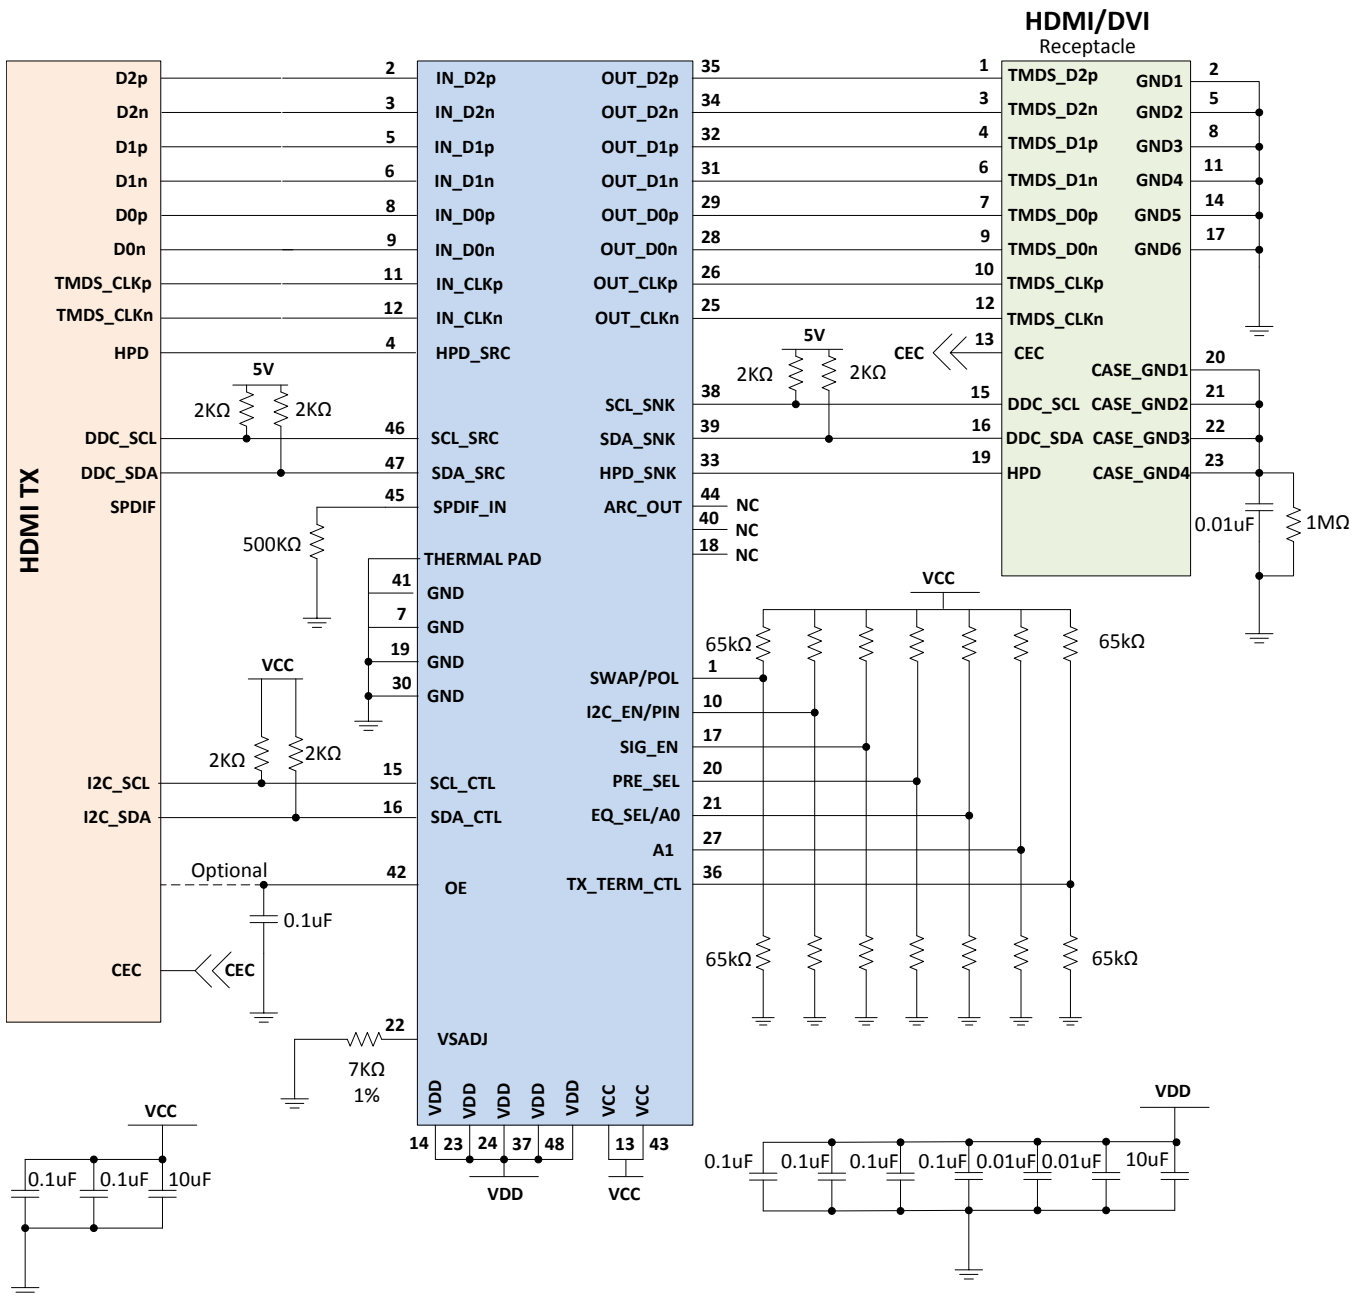 HDMI/DVI
Receptacle
HDMI TX
D2p
D2n
D1p
D1n
D0p
D0n
TMDS_CLKp
TMDS_CLKn
HPD
DDC_SCL
DDC_SDA
SPDIF
I2C_SCL
I2C_SDA
Optional
CEC
CEC
5V
2KΩ
2KΩ
500KΩ
VCC
2KΩ
2KΩ
0.1uF
7KΩ
1%
2
3
5
6
8
9
11
12
4
46
47
45
41
7
19
30
15
16
42
22
IN_D2p
IN_D2n
IN_D1p
IN_D1n
IN_D0p
IN_D0n
IN_CLKp
IN_CLKn
HPD_SRC
SCL_SRC
SDA_SRC
SPDIF_IN
THERMAL PAD
GND
GND
GND
GND
SCL_CTL
SDA_CTL
OE
VSADJ
OUT_D2p
OUT_D2n
OUT_D1p
OUT_D1n
OUT_D0p
OUT_D0n
OUT_CLKp
OUT_CLKn
SCL_SNK
SDA_SNK
HPD_SNK
ARC_OUT
SWAP/POL
I2C_EN/PIN
SIG_EN
PRE_SEL
EQ_SEL/A0
A1
TX_TERM_CTL
35
34
32
31
29
28
26
25
38
39
33
44
40
18
NC
NC
NC
1
10
17
20
21
27
36
5V
2KΩ
2KΩ
CEC
1
3
4
6
7
9
10
12
13
15
16
19
TMDS_D2p
TMDS_D2n
TMDS_D1p
TMDS_D1n
TMDS_D0p
TMDS_D0n
TMDS_CLKp
TMDS_CLKn
CEC
DDC_SCL
DDC_SDA
HPD
GND1
GND2
GND3
GND4
GND5
GND6
CASE_GND1
CASE_GND2
CASE_GND3
CASE_GND4
2
5
8
11
14
17
20
21
22
23
0.01uF
1MΩ
VCC
65kΩ
65kΩ
65kΩ
65kΩ
VDD
VDD
VDD
VDD
VDD
VCC
VCC
14
23
24
37
48
13
43
VDD
VCC
VCC
0.1uF
0.1uF
10uF
VDD
0.1uF
0.1uF
0.1uF
0.1uF
0.01uF
0.01uF
10uF